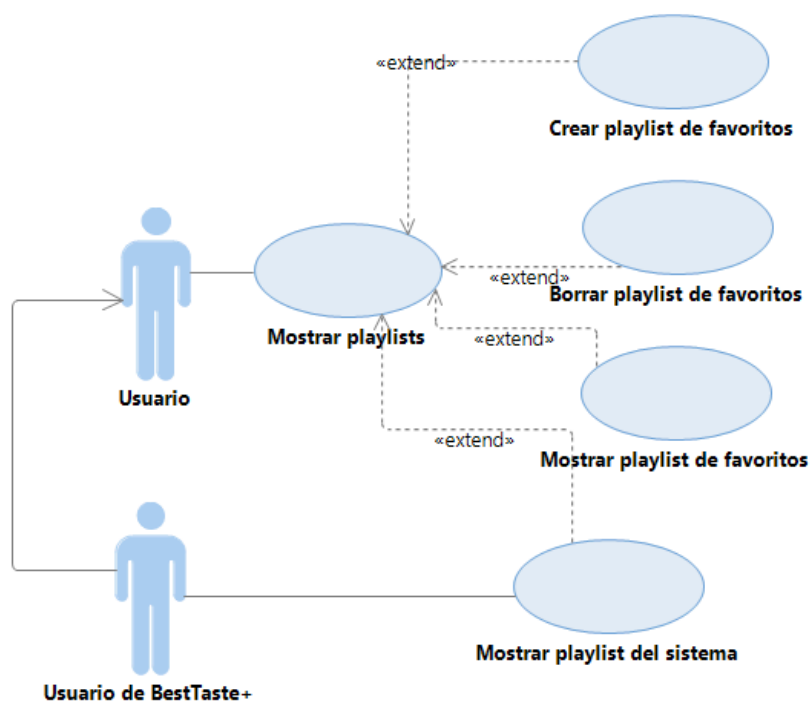 «extend»
Crear playlist de favoritos
«extend»
Borrar playlist de favoritos
Mostrar playlists
«extend»
Usuario
«extend»
Mostrar playlist de favoritos
Mostrar playlist del sistema
Usuario de BestTaste+